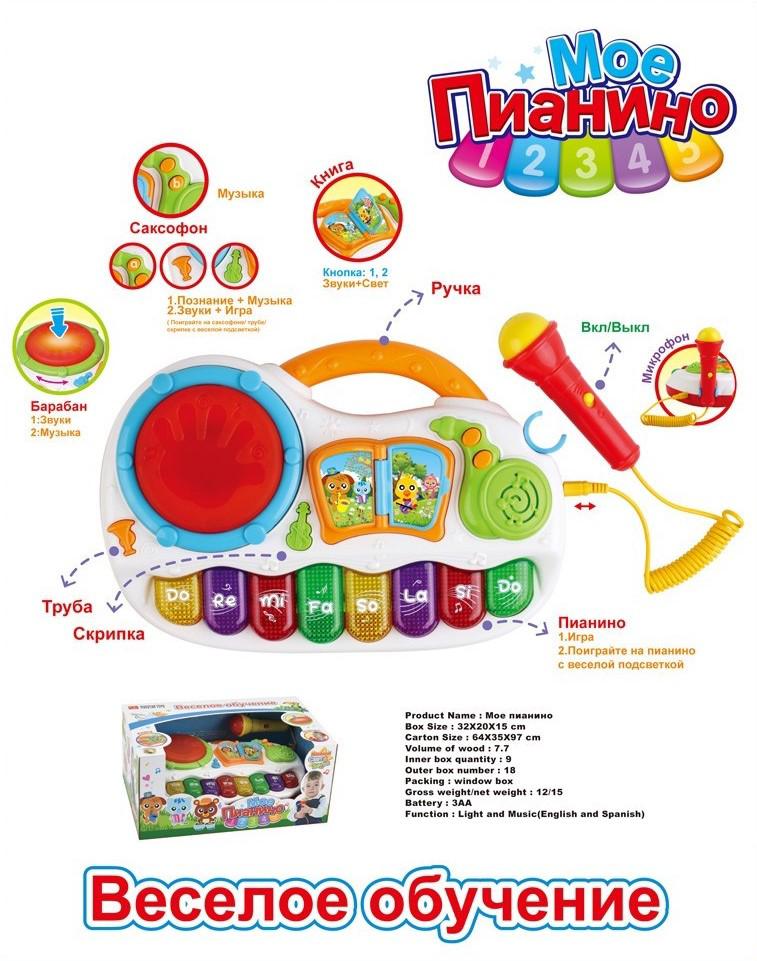 Мое
Пианино
1 2 3 4 5
b
Музыка
Саксофон
Книга
a
Кнопка: 1, 2
Звуки+Свет
1.Познание + Музыка
2.Звуки + Игра
( Поиграйте на саксофоне/ трубе/
скрипке с веселой подсветкой)
Ручка
Вкл/Выкл
Микрофон
Барабан
1:Звуки
2:Музыка
Do Re Mi Fa So La Si Do
Труба
Скрипка
Пианино
1.Игра
2.Поиграйте на пианино
с веселой подсветкой
Веселое обучение
Мое
Пианино
Product Name : Мое пианино
Box Size : 32X20X15 cm
Carton Size : 64X35X97 cm
Volume of wood : 7.7
Inner box quantity : 9
Outer box number : 18
Packing : window box
Gross weight/net weight : 12/15
Battery : 3AA
Function : Light and Music(English and Spanish)
Веселое обучение